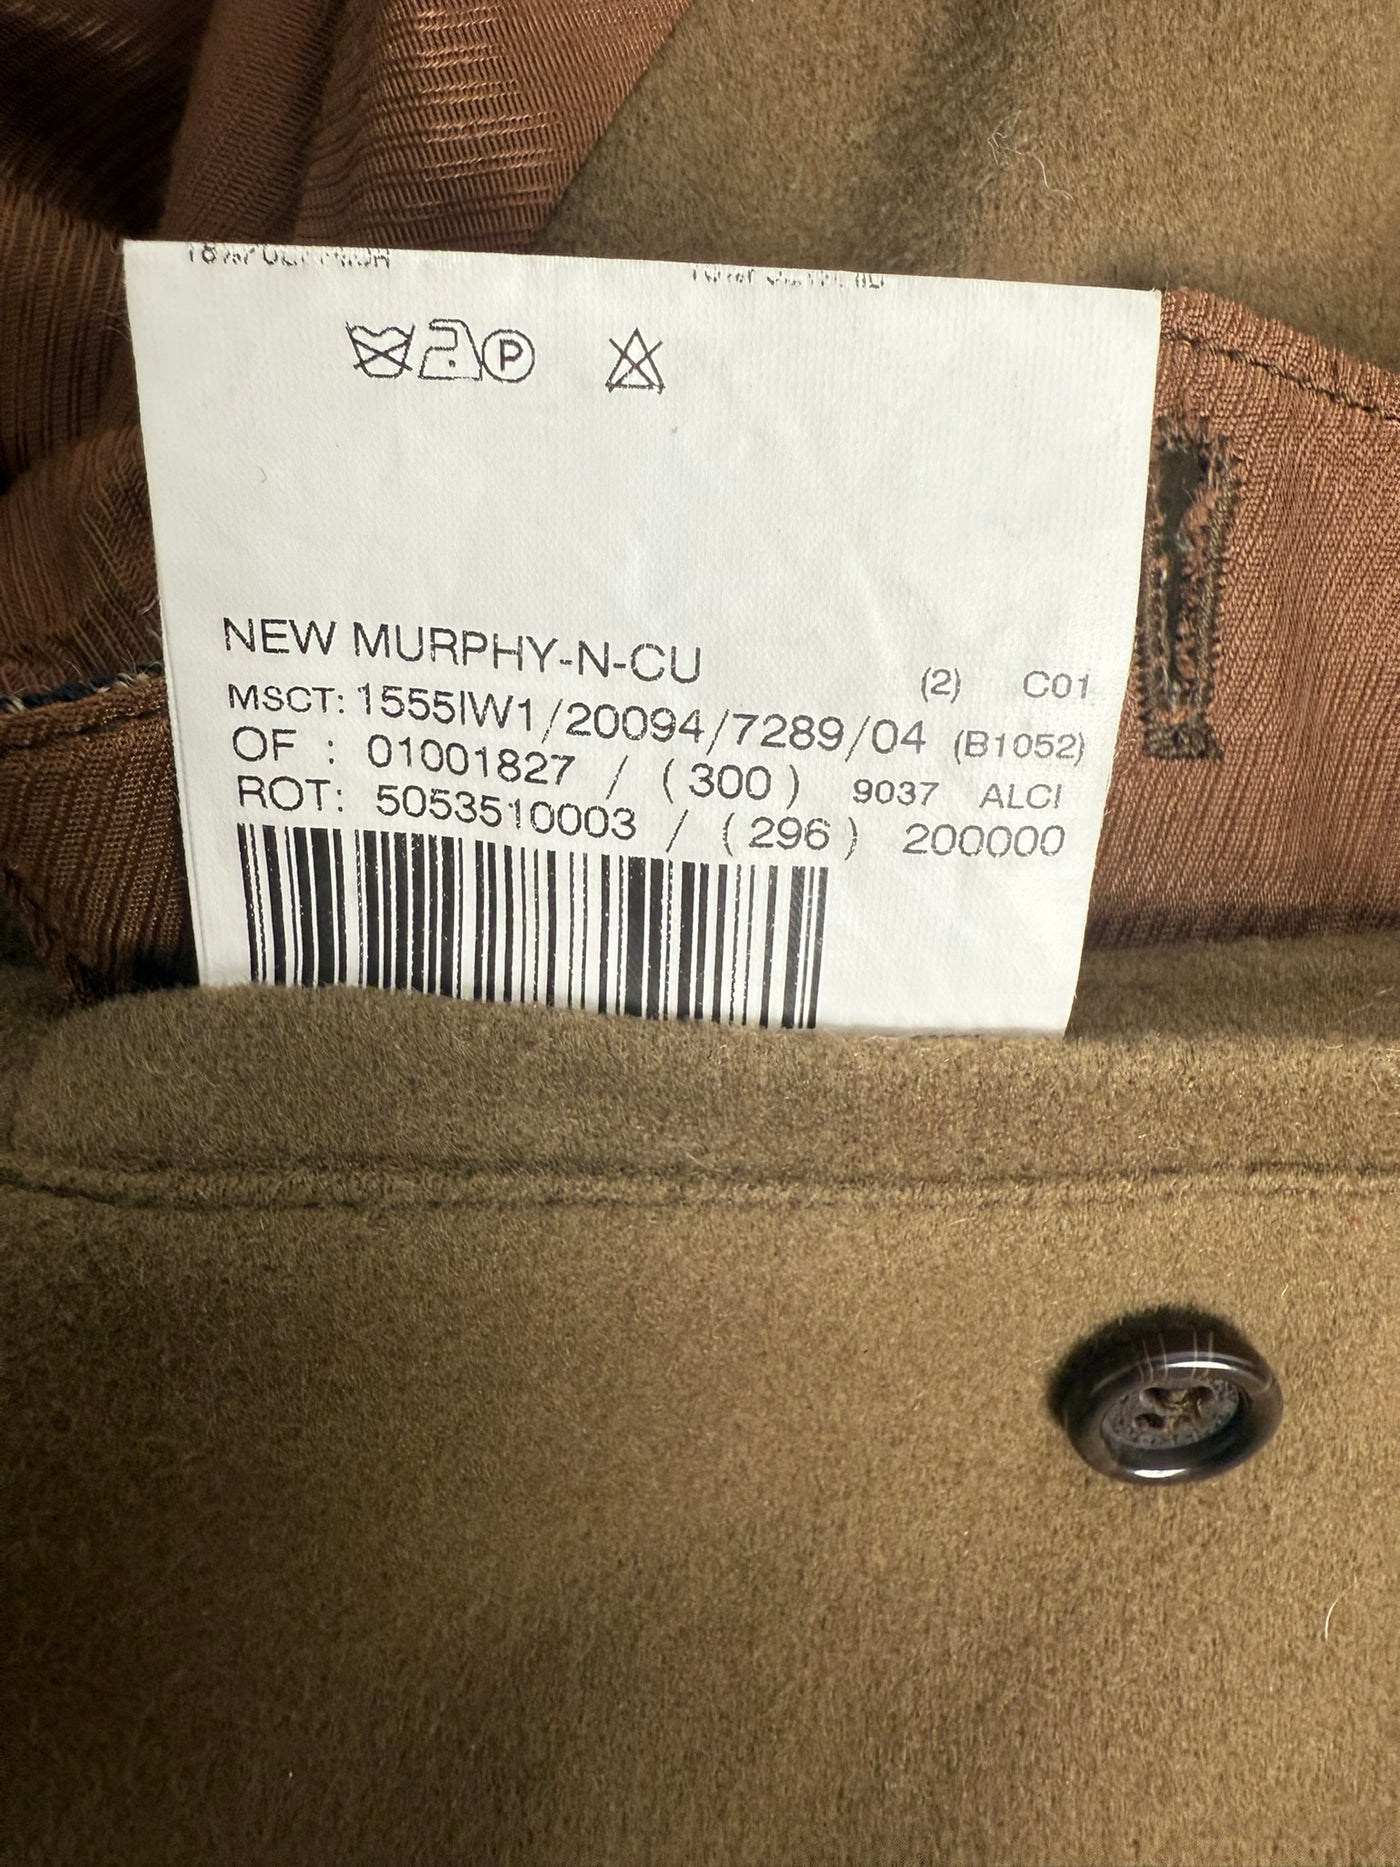 P
NEW MURPHY-N-CU (2) C01
MSCT: 1555IW1/20094/7289/04 (B1052)
OF : 01001827 / (300) 9037 ALCI
ROT: 5053510003 / (296) 200000